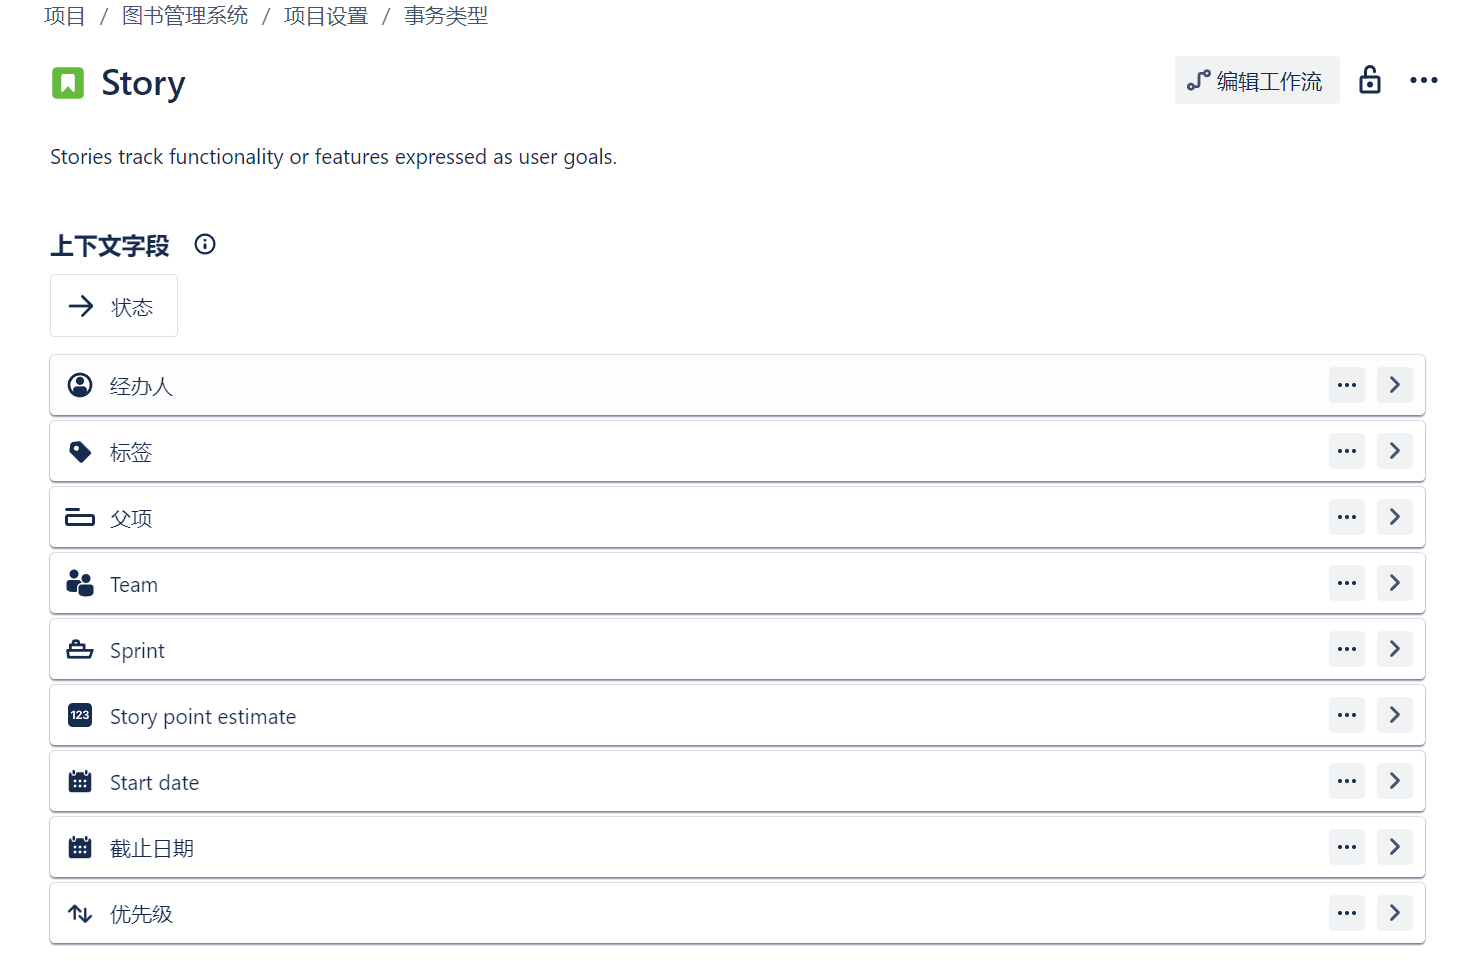 项目 / 图书管理系统 / 项目设置 / 事务类型
Story
编辑工作流
Stories track functionality or features expressed as user goals.
上下文字段
状态
经办人
标签
父项
Team
Sprint
123 Story point estimate
Start date
截止日期
优先级